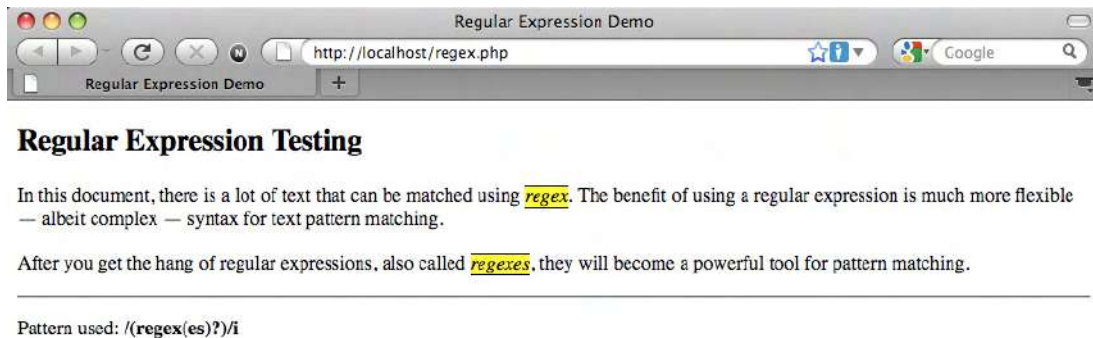 Regular Expression Demo
http://localhost/regex.php
Google
Regular Expression Demo
Regular Expression Testing
In this document, there is a lot of text that can be matched using regex. The benefit of using a regular expression is much more flexible
— albeit complex — syntax for text pattern matching.
After you get the hang of regular expressions, also called regexes, they will become a powerful tool for pattern matching.
Pattern used: /(regex(es)?)/i